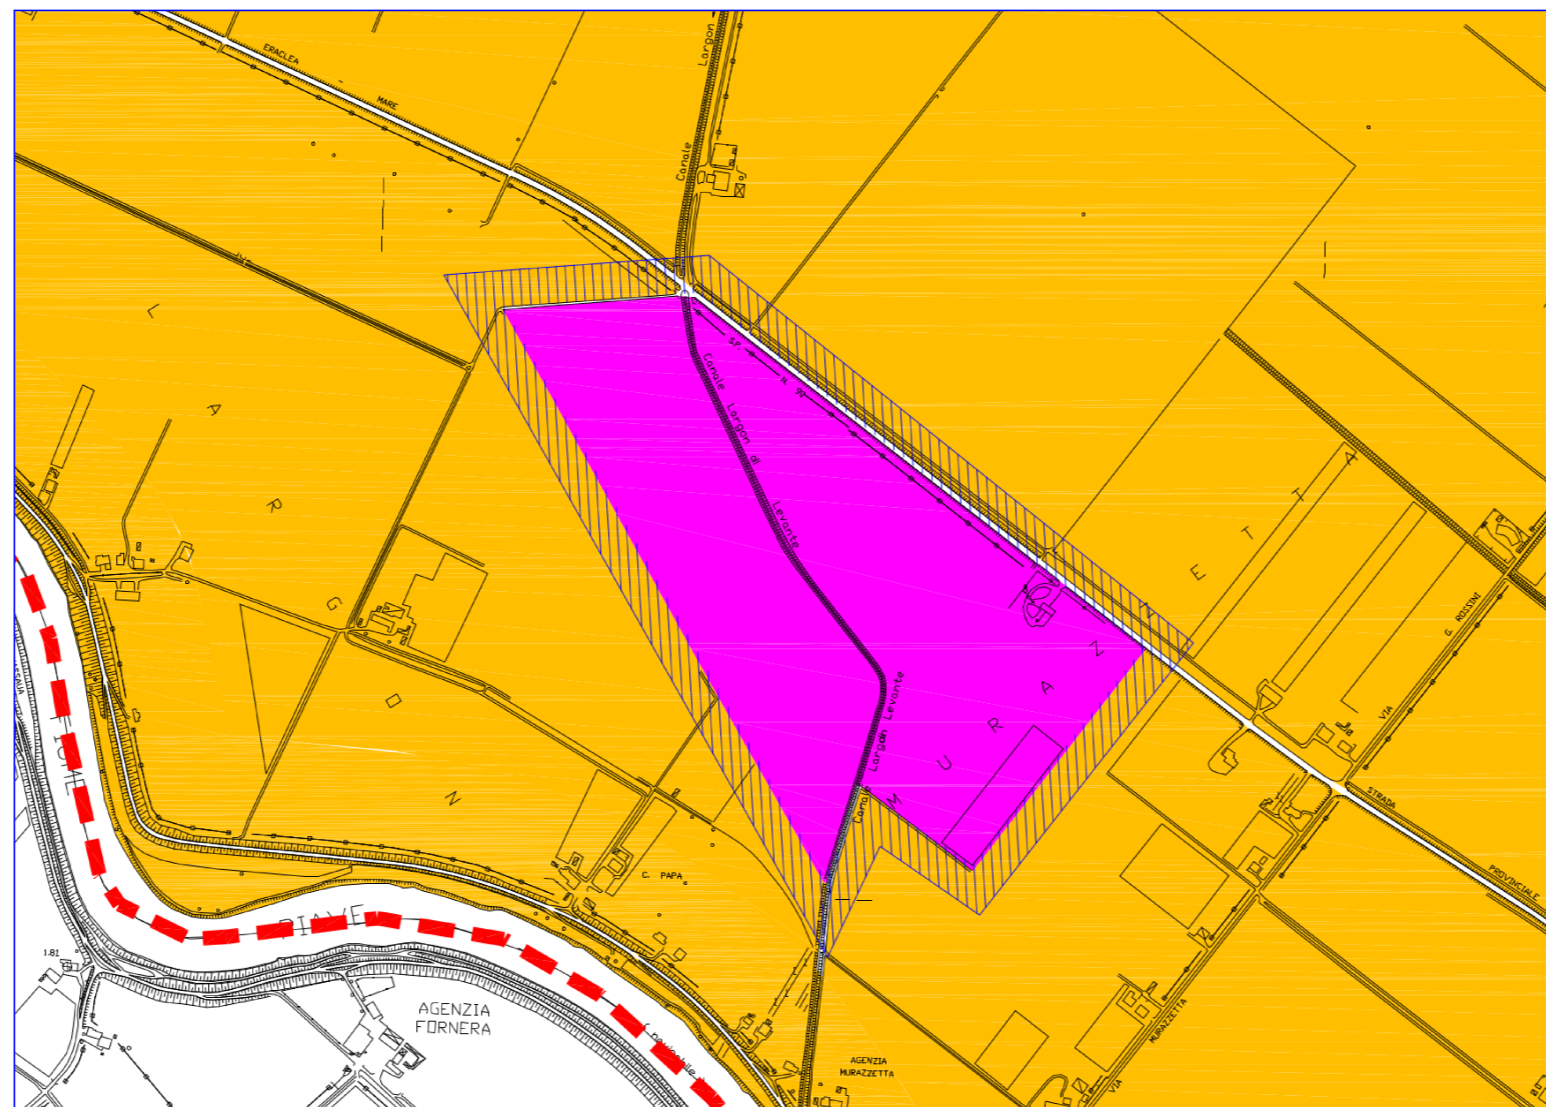 ERACLEA
MARE
Canale Largon
S.P. N. 90
Canale Largon di Levante
L A R G O N
M U R A Z Z E T T A
Canale Largon Levante
VIA G. ROSSINI
STRADA PROVINCIALE
FIUME PIAVE
C. PAPA
1.81
AGENZIA
FORNERA
AGENZIA
MURAZZETTA
VIA MURAZZETTA